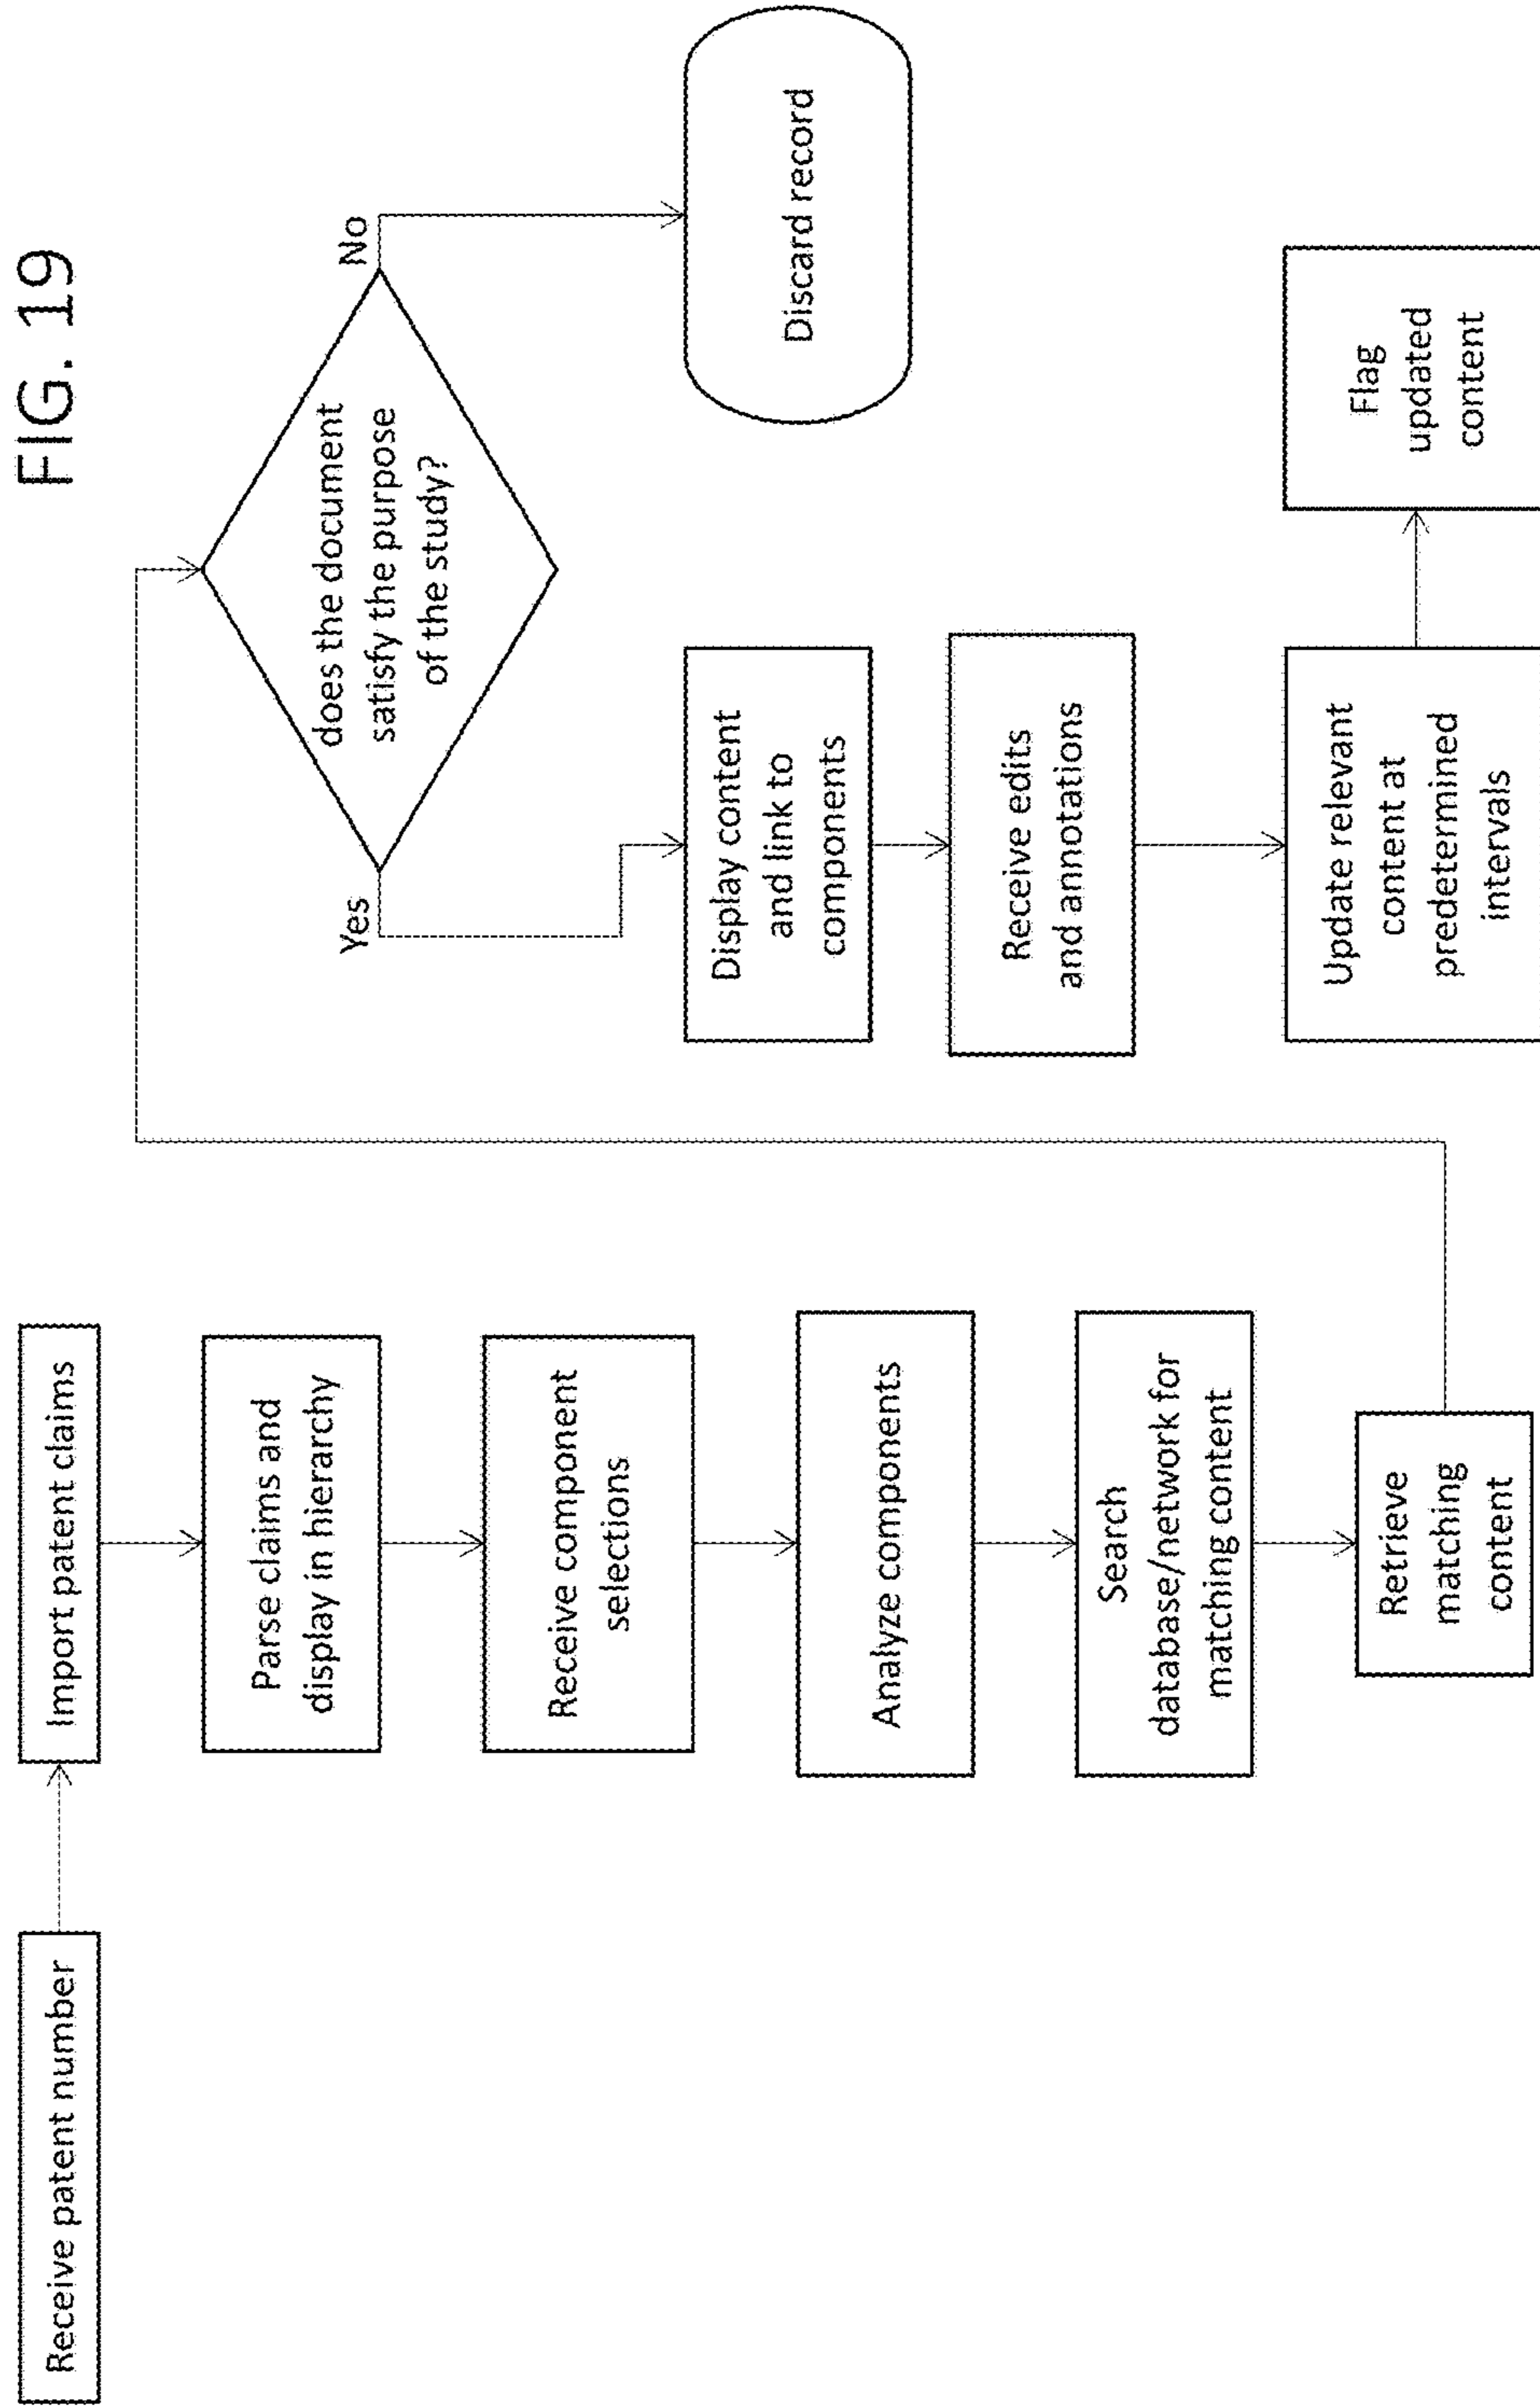 FIG. 19
Receive patent number
Import patent claims
Parse claims and
display in hierarchy
Receive component
selections
Analyze components
Search
database/network for
matching content
Retrieve
matching
content
does the document
satisfy the purpose
of the study?
Yes
No
Discard record
Display content
and link to
components
Receive edits
and annotations
Update relevant
content at
predetermined
intervals
Flag
updated
content